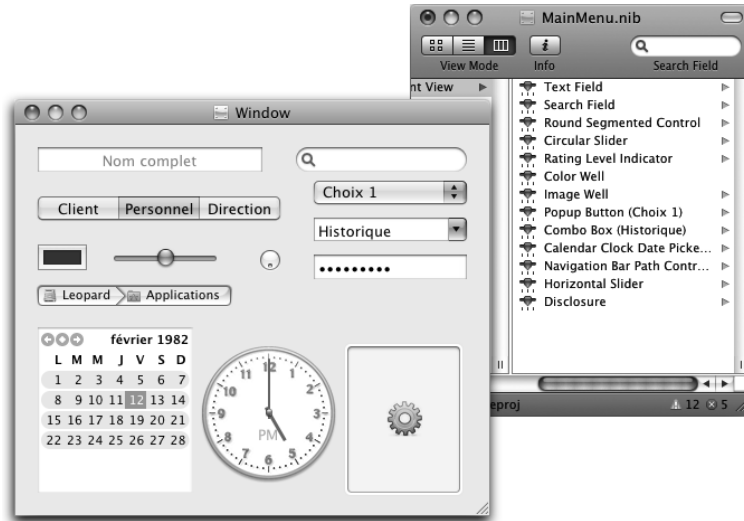 MainMenu.nib
View Mode
Info
Search Field
nt View
Text Field
Search Field
Round Segmented Control
Circular Slider
Rating Level Indicator
Color Well
Image Well
Popup Button (Choix 1)
Combo Box (Historique)
Calendar Clock Date Picke...
Navigation Bar Path Contr...
Horizontal Slider
Disclosure
eproj
12
5
Window
Nom complet
Choix 1
Client Personnel Direction
Historique
•••••••••
Leopard Applications
février 1982
L M M J V S D
1 2 3 4 5 6 7
8 9 10 11 12 13 14
15 16 17 18 19 20 21
22 23 24 25 26 27 28
12
1
2
3
4
5
6
7
8
9
10
11
PM